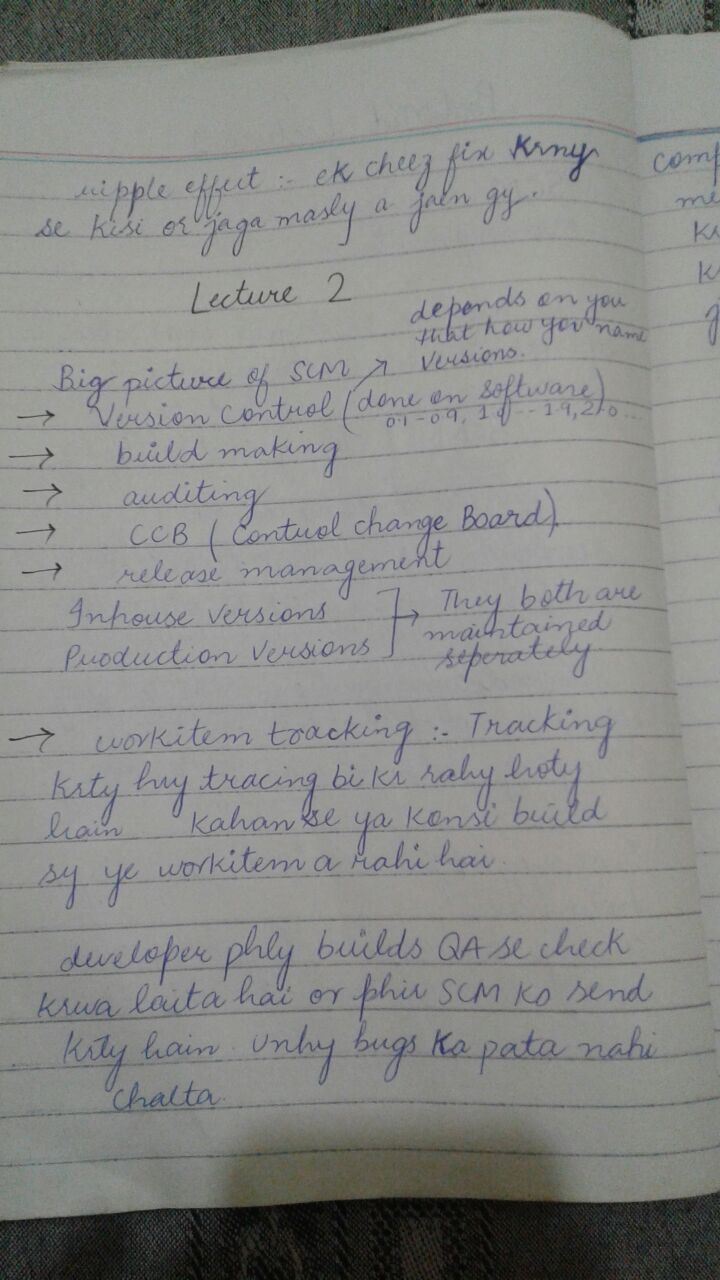 ripple effect :- ek cheez fix krny
se kisi or jaga masly a jain gy.
Lecture 2
depends on you
that how you name
versions.
Big picture of SCM
→ Version Control (done on software)
0.1 - 0.9, 1.0 -- 1.9, 2.0...
→ build making
→ auditing
→ CCB (Control change Board)
→ release management
Inhouse versions
Production versions
→ They both are
maintained
seperately.
→ workitem tracking :- Tracking
krty huy tracing bi kr rahy hoty
hain kahan se ya konsi build
sy ye workitem a rahi hai.
developer phly builds QA se check
krwa laita hai or phir SCM ko send
krty hain. unhy bugs ka pata nahi
chalta.
comp
me
kr
k
g